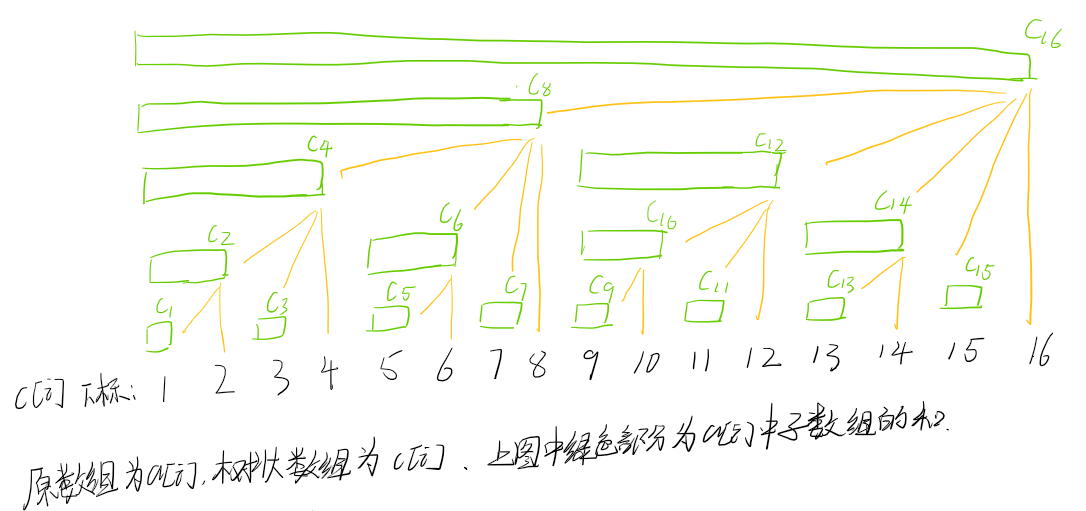 C16
C8
C4 C12
C2 C6 C16 C14
C1 C3 C5 C7 C9 C11 C13 C15
C[i] 下标: 1 2 3 4 5 6 7 8 9 10 11 12 13 14 15 16
原数组为a[i],树状数组为c[i]、上图中绿色部分为a[i]中子数组的和.